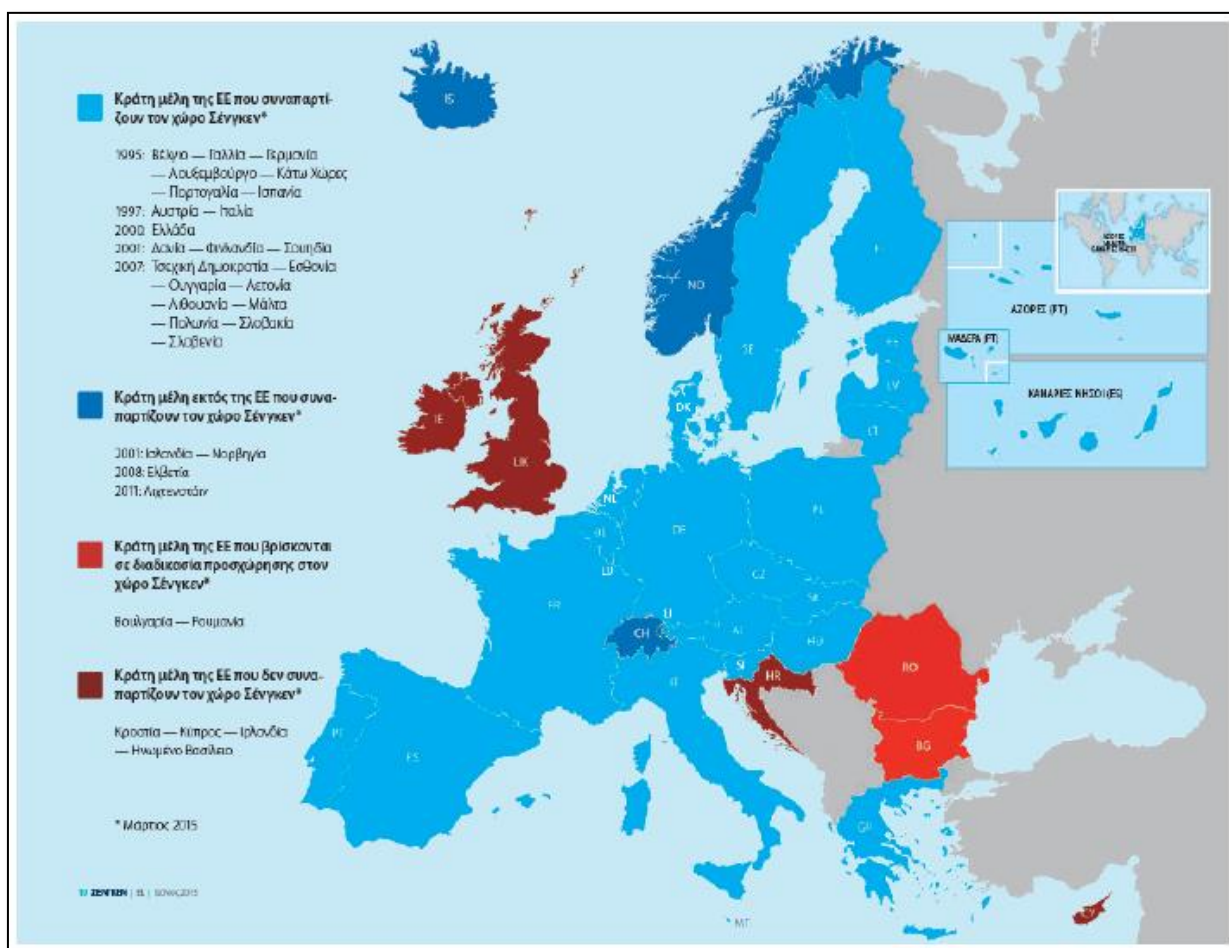 Κράτη μέλη της ΕΕ που συναπαρτί-
ζουν τον χώρο Σένγκεν*
1995: Βέλγιο — Γαλλία — Γερμανία
— Λουξεμβούργο — Κάτω Χώρες
— Πορτογαλία — Ισπανία
1997: Αυστρία — Ιταλία
2000: Ελλάδα
2001: Δανία — Φινλανδία — Σουηδία
2007: Τσεχική Δημοκρατία — Εσθονία
— Ουγγαρία — Λετονία
— Λιθουανία — Μάλτα
— Πολωνία — Σλοβακία
— Σλοβενία
Κράτη μέλη εκτός της ΕΕ που συνα-
παρτίζουν τον χώρο Σένγκεν*
2001: Ισλανδία — Νορβηγία
2008: Ελβετία
2011: Λιχτενστάιν
Κράτη μέλη της ΕΕ που βρίσκονται
σε διαδικασία προσχώρησης στον
χώρο Σένγκεν*
Βουλγαρία — Ρουμανία
Κράτη μέλη της ΕΕ που δεν συνα-
παρτίζουν τον χώρο Σένγκεν*
Κροατία — Κύπρος — Ιρλανδία
— Ηνωμένο Βασίλειο
* Μάρτιος 2015
IS
NO
SE
FI
EE
LV
LT
DK
IE
UK
NL
BE
LU
DE
PL
CZ
SK
FR
CH
LI
AT
HU
SI
HR
IT
RO
BG
PT
ES
GR
MT
CY
ΑΖΟΡΕΣ (PT)
ΜΑΔΕΡΑ (PT)
ΚΑΝΑΡΙΕΣ ΝΗΣΟΙ (ES)